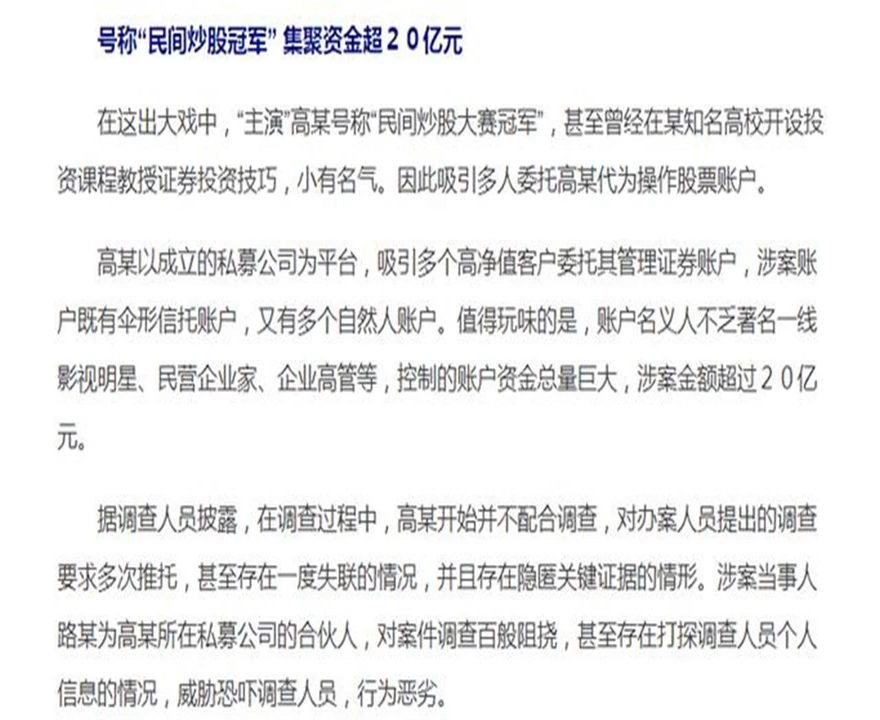 号称“民间炒股冠军” 集聚资金超２０亿元
在这出大戏中，“主演”高某号称“民间炒股大赛冠军”，甚至曾经在某知名高校开设投
资课程教授证券投资技巧，小有名气。因此吸引多人委托高某代为操作股票账户。
高某以成立的私募公司为平台，吸引多个高净值客户委托其管理证券账户，涉案账
户既有伞形信托账户，又有多个自然人账户。值得玩味的是，账户名义人不乏著名一线
影视明星、民营企业家、企业高管等，控制的账户资金总量巨大，涉案金额超过２０亿
元。
据调查人员披露，在调查过程中，高某开始并不配合调查，对办案人员提出的调查
要求多次推托，甚至存在一度失联的情况，并且存在隐匿关键证据的情形。涉案当事人
路某为高某所在私募公司的合伙人，对案件调查百般阻挠，甚至存在打探调查人员个人
信息的情况，威胁恐吓调查人员，行为恶劣。